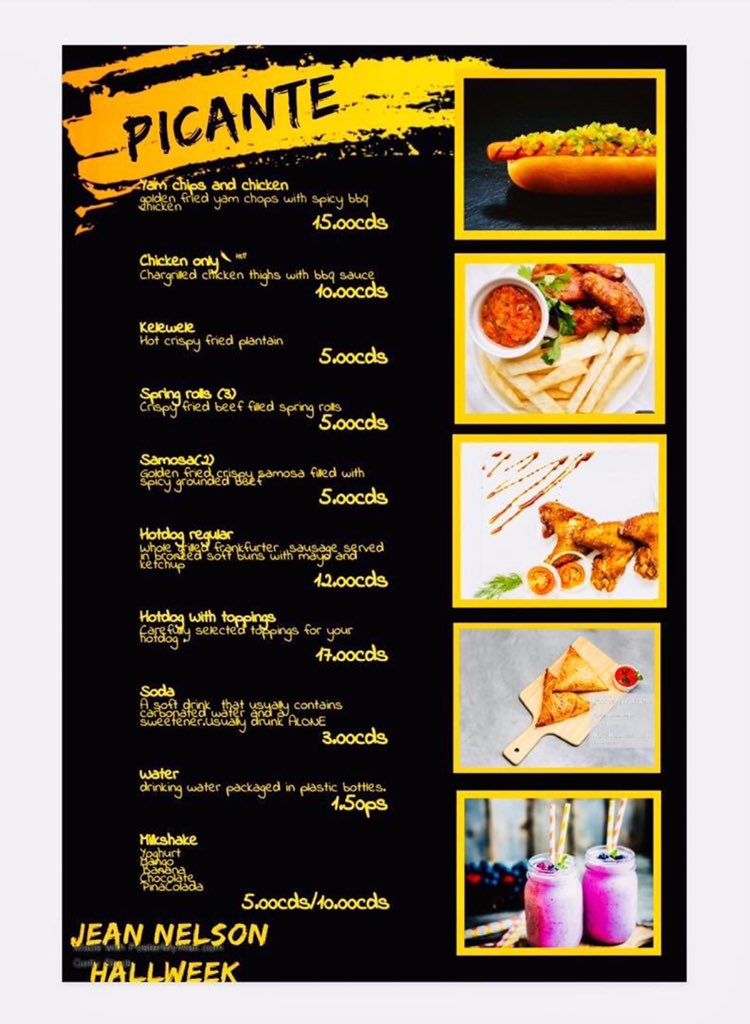 PICANTE
Yam chips and chicken
golden fried yam chops with spicy bbq
chicken
15.00cds
Chicken only HOT
Chargrilled chicken thighs with bbq sauce
10.00cds
Kelewele
Hot crispy fried plantain
5.00cds
Spring rolls (3)
Crispy fried beef filled spring rolls
5.00cds
Samosa(2)
Golden fried crispy samosa filled with
spicy grounded beef
5.00cds
Hotdog regular
whole grilled frankfurter sausage served
in bronzed soft buns with mayo and
ketchup
12.00cds
Hotdog with toppings
Carefully selected toppings for your
hotdog .
17.00cds
Soda
A soft drink that usually contains
carbonated water and a
sweetener.usually drunk ALONE
3.00cds
water
drinking water packaged in plastic bottles.
1.50ps
Milkshake
Yoghurt
Mango
Banana
Chocolate
PinaColada
5.00cds/10.00cds
JEAN NELSON
Made with PosterMyWall.com
HALLWEEK